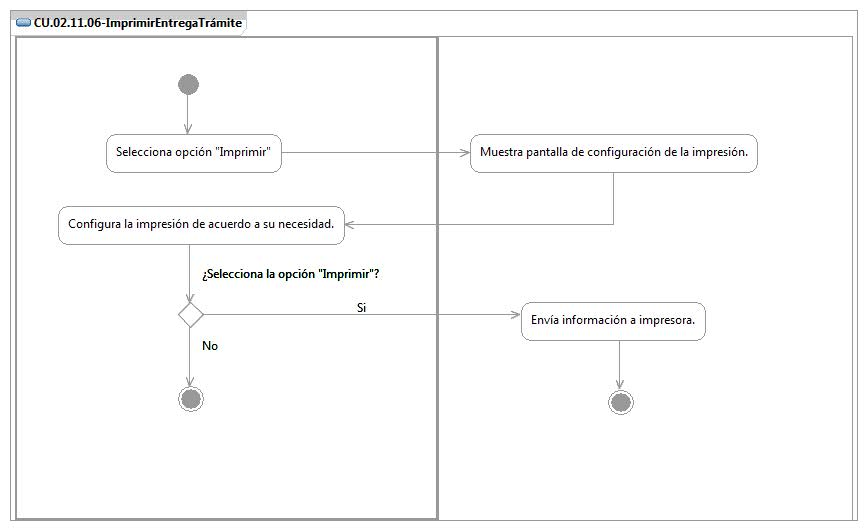 CU.02.11.06-ImprimirEntregaTrámite
Selecciona opción "Imprimir"
Muestra pantalla de configuración de la impresión.
Configura la impresión de acuerdo a su necesidad.
¿Selecciona la opción "Imprimir"?
Si
Envía información a impresora.
No